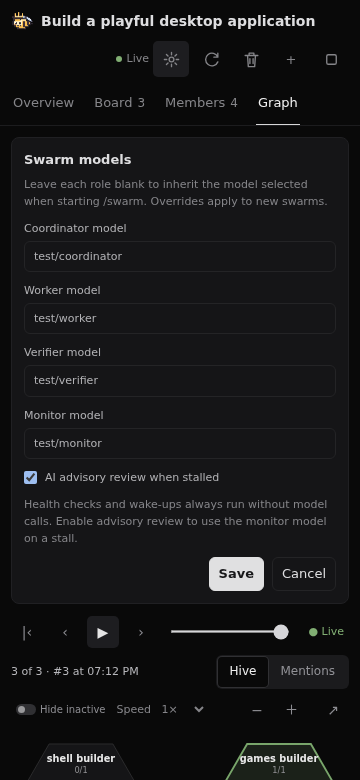 Build a playful desktop application
Live
Overview Board 3 Members 4 Graph
Swarm models
Leave each role blank to inherit the model selected
when starting /swarm. Overrides apply to new swarms.
Coordinator model
test/coordinator
Worker model
test/worker
Verifier model
test/verifier
Monitor model
test/monitor
AI advisory review when stalled
Health checks and wake-ups always run without model
calls. Enable advisory review to use the monitor model
on a stall.
Save Cancel
Live
3 of 3 · #3 at 07:12 PM Hive Mentions
Hide inactive Speed 1×
shell builder games builder
0/1 1/1